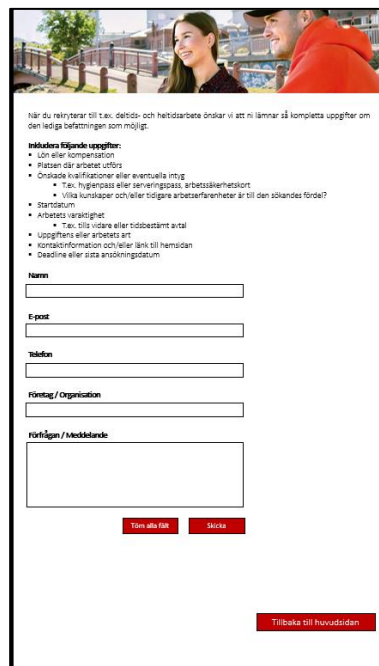 När du rekryterar till t.ex. deltids- och heltidsarbete önskar vi att ni lämnar så kompletta uppgifter om
den lediga befattningen som möjligt.
Inkludera följande uppgifter:
▪ Lön eller kompensation
▪ Platsen där arbetet utförs
▪ Önskade kvalifikationer eller eventuella intyg
▪ T.ex. hygienpass eller serveringspass, arbetssäkerhetskort
▪ Vilka kunskaper och/eller tidigare arbetserfarenheter är till den sökandes fördel?
▪ Startdatum
▪ Arbetets varaktighet
▪ T.ex. tills vidare eller tidsbestämt avtal
▪ Uppgiftens eller arbetets art
▪ Kontaktinformation och/eller länk till hemsidan
▪ Deadline eller sista ansökningsdatum
Namn
E-post
Telefon
Företag / Organisation
Förfrågan / Meddelande
Töm alla fält Skicka
Tillbaka till huvudsidan